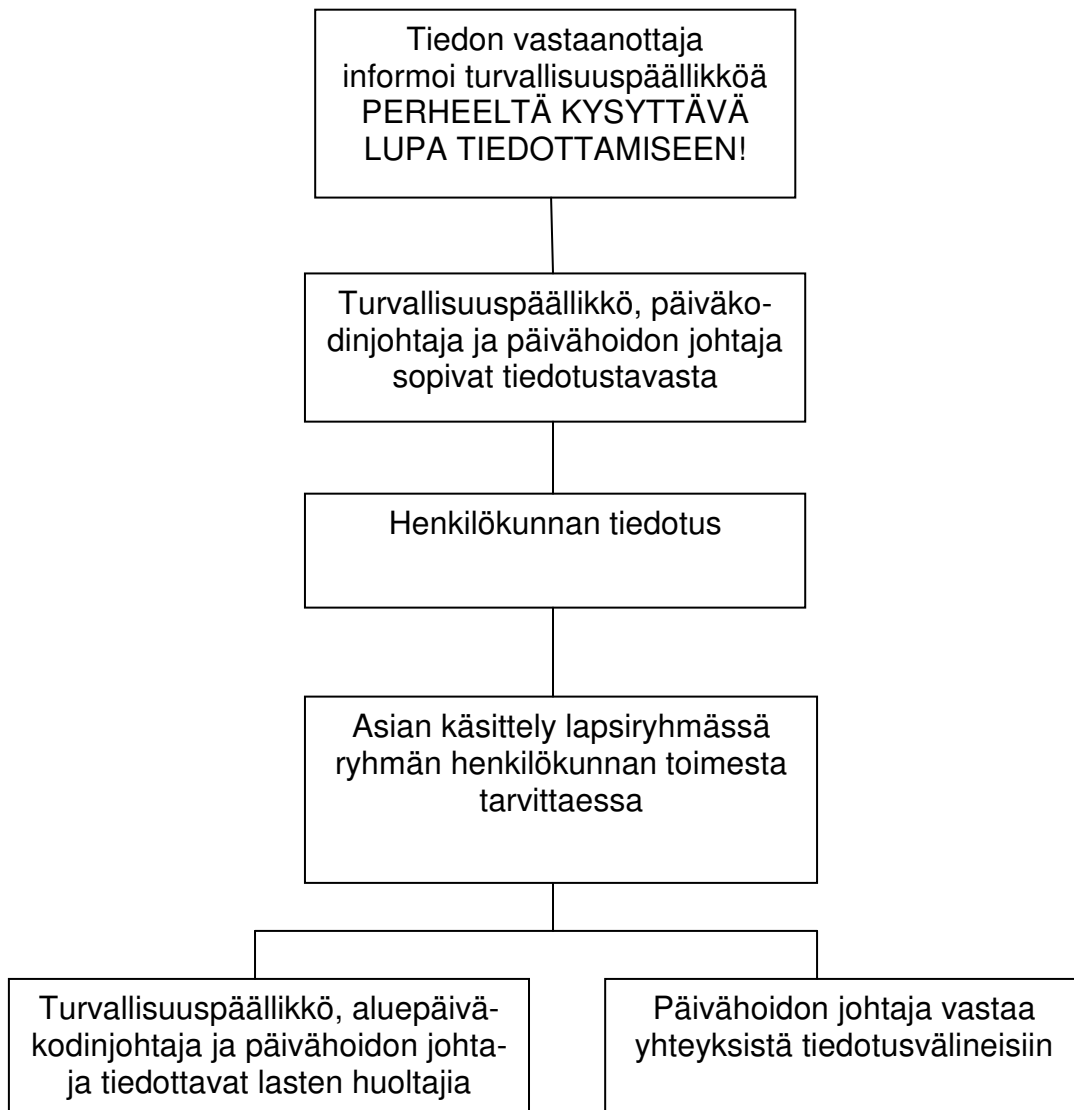 Tiedon vastaanottaja
informoi turvallisuuspäällikköä
PERHEELTÄ KYSYTTÄVÄ
LUPA TIEDOTTAMISEEN!
Turvallisuuspäällikkö, päiväko-
dinjohtaja ja päivähoidon johtaja
sopivat tiedotustavasta
Henkilökunnan tiedotus
Asian käsittely lapsiryhmässä
ryhmän henkilökunnan toimesta
tarvittaessa
Turvallisuuspäällikkö, aluepäivä-
kodinjohtaja ja päivähoidon johta-
ja tiedottavat lasten huoltajia
Päivähoidon johtaja vastaa
yhteyksistä tiedotusvälineisiin